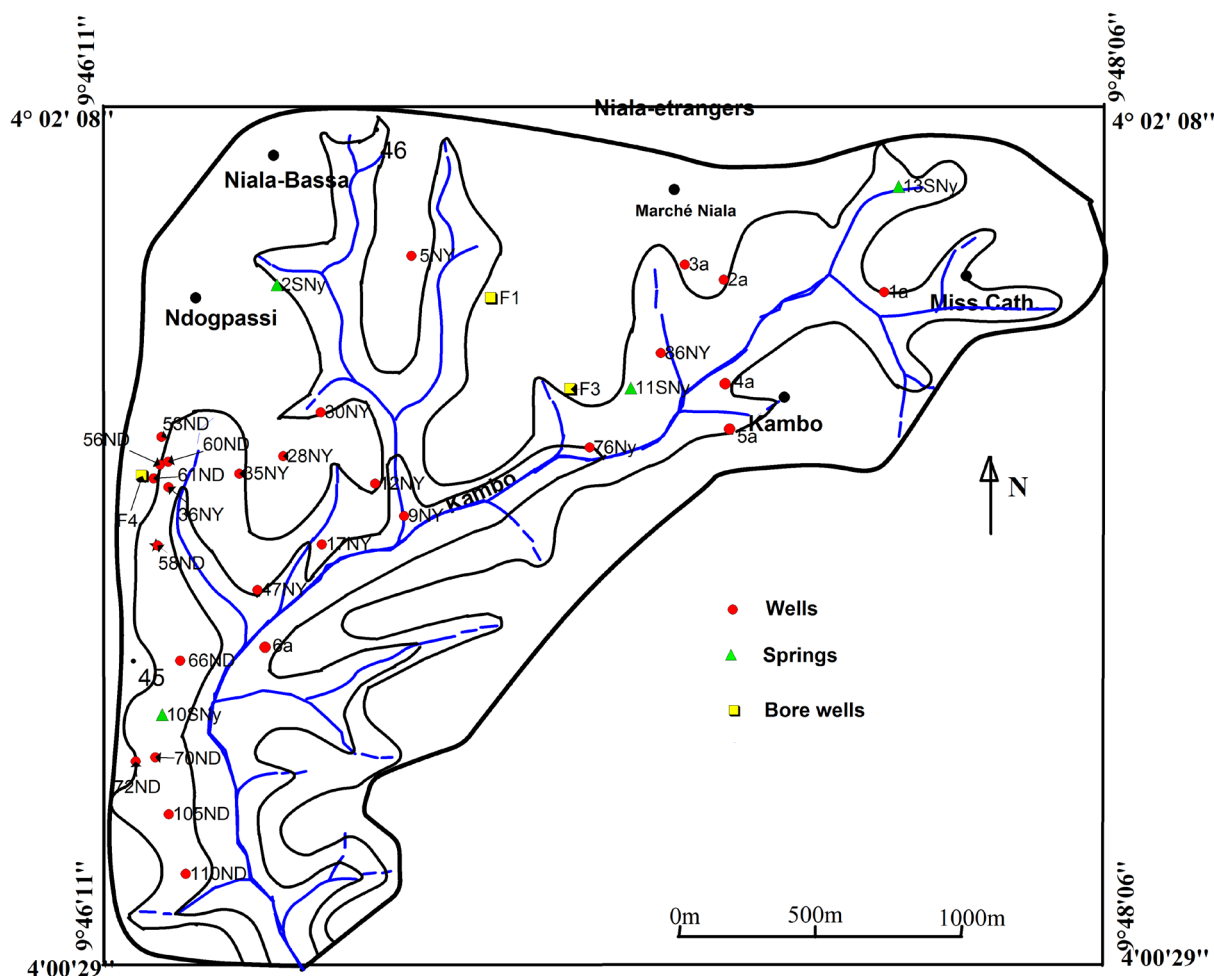 9°46'11''
9°48'06''
4° 02' 08''
Niala-etrangers
4° 02' 08''
46
Niala-Bassa
13SNy
Marché Niala
5NY
3a
2a
2SNy
F1
1a
Miss Cath
Ndogpassi
86NY
F3
11SNy
4a
30NY
Kambo
53ND
5a
56ND
60ND
28NY
76Ny
61ND
35NY
12NY
Kambo
N
F4
36NY
9NY
17NY
58ND
47NY
Wells
6a
66ND
Springs
45
10SNy
Bore wells
70ND
72ND
105ND
110ND
0m
500m
1000m
9°46'11''
9°48'06''
4'00'29''
4°00'29''